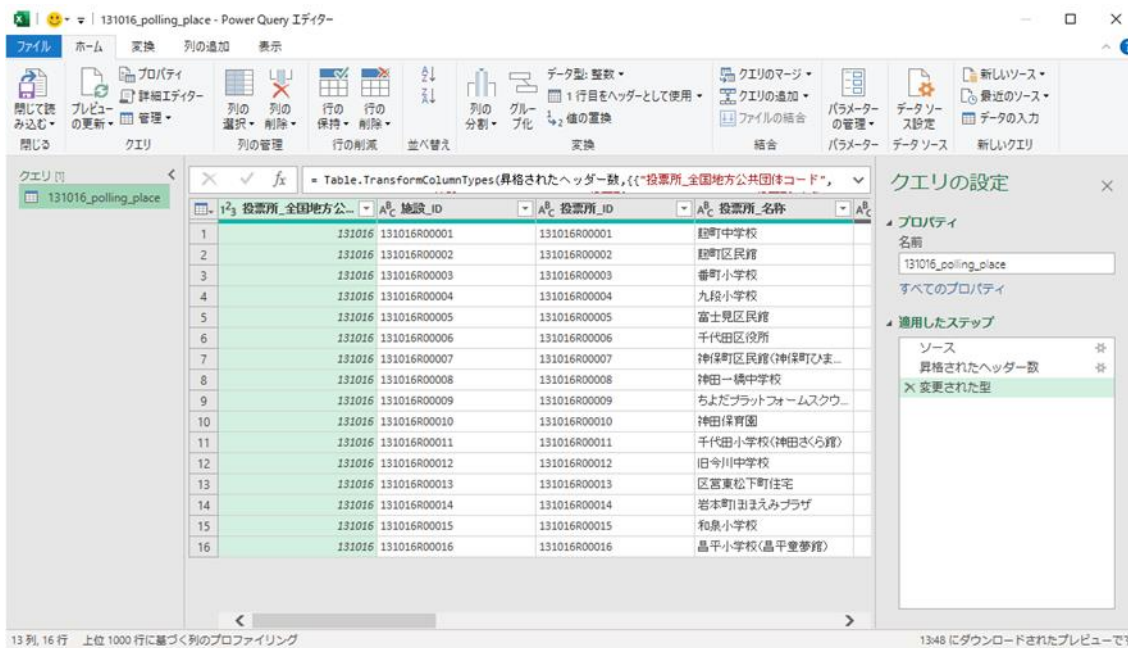 131016_polling_place - Power Query エディター
ファイル ホーム 変換 列の追加 表示
閉じて読み込む
閉じる
プレビューの更新
プロパティ
詳細エディター
管理
クエリ
列の選択
列の削除
列の管理
行の保持
行の削除
行の削減
並べ替え
列の分割
グループ化
データ型: 整数
1 行目をヘッダーとして使用
値の置換
変換
クエリのマージ
クエリの追加
ファイルの結合
結合
パラメーターの管理
パラメーター
データ ソース設定
データ ソース
新しいソース
最近のソース
データの入力
新しいクエリ
クエリ [1]
131016_polling_place
fx = Table.TransformColumnTypes(昇格されたヘッダー数,{{"投票所_全国地方公共団体コード",
投票所_全国地方公... 施設_ID 投票所_ID 投票所_名称
1 131016 131016R00001 131016R00001 麹町中学校
2 131016 131016R00002 131016R00002 麹町区民館
3 131016 131016R00003 131016R00003 番町小学校
4 131016 131016R00004 131016R00004 九段小学校
5 131016 131016R00005 131016R00005 富士見区民館
6 131016 131016R00006 131016R00006 千代田区役所
7 131016 131016R00007 131016R00007 神保町区民館(神保町ひま...
8 131016 131016R00008 131016R00008 神田一橋中学校
9 131016 131016R00009 131016R00009 ちよだプラットフォームスクウ...
10 131016 131016R00010 131016R00010 神田保育園
11 131016 131016R00011 131016R00011 千代田小学校(神田さくら館)
12 131016 131016R00012 131016R00012 旧今川中学校
13 131016 131016R00013 131016R00013 区営東松下町住宅
14 131016 131016R00014 131016R00014 岩本町ほほえみプラザ
15 131016 131016R00015 131016R00015 和泉小学校
16 131016 131016R00016 131016R00016 昌平小学校(昌平童夢館)
クエリの設定
プロパティ
名前
131016_polling_place
すべてのプロパティ
適用したステップ
ソース
昇格されたヘッダー数
変更された型
13 列, 16 行 上位 1000 行に基づく列のプロファイリング
13:48 にダウンロードされたプレビューです